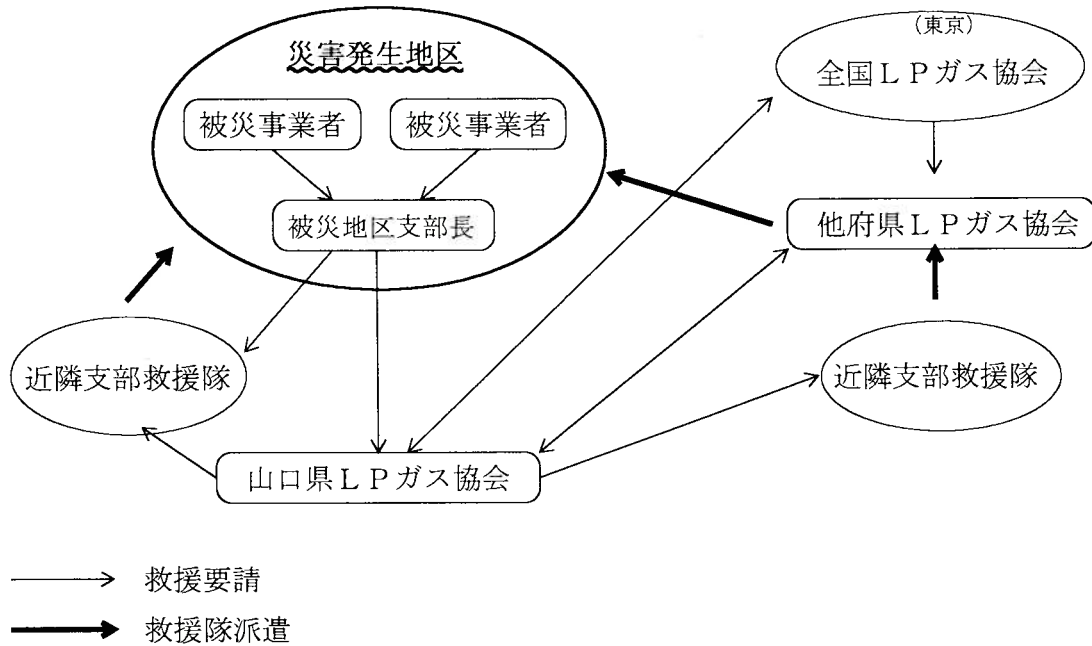 災害発生地区
被災事業者
被災事業者
被災地区支部長
(東京)
全国LPガス協会
他府県LPガス協会
近隣支部救援隊
近隣支部救援隊
山口県LPガス協会
救援要請
救援隊派遣